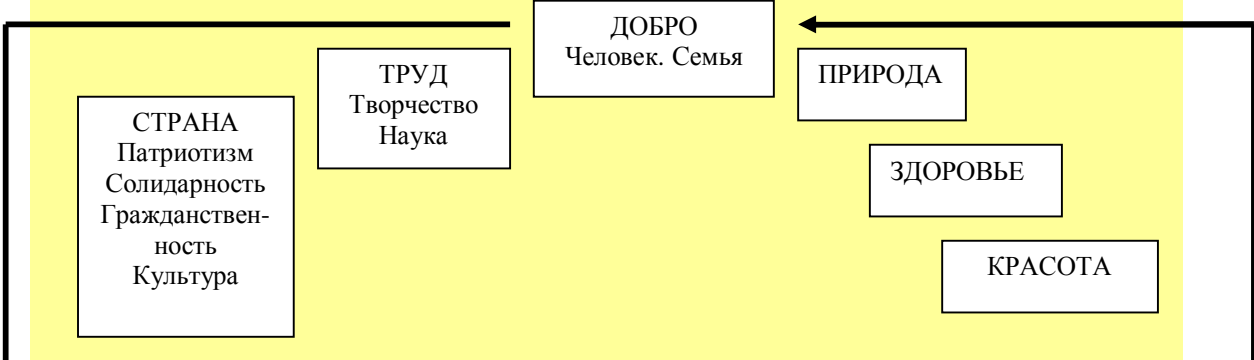 ДОБРО
Человек. Семья
ТРУД
Творчество
Наука
ПРИРОДА
СТРАНА
Патриотизм
Солидарность
Гражданствен-
ность
Культура
ЗДОРОВЬЕ
КРАСОТА